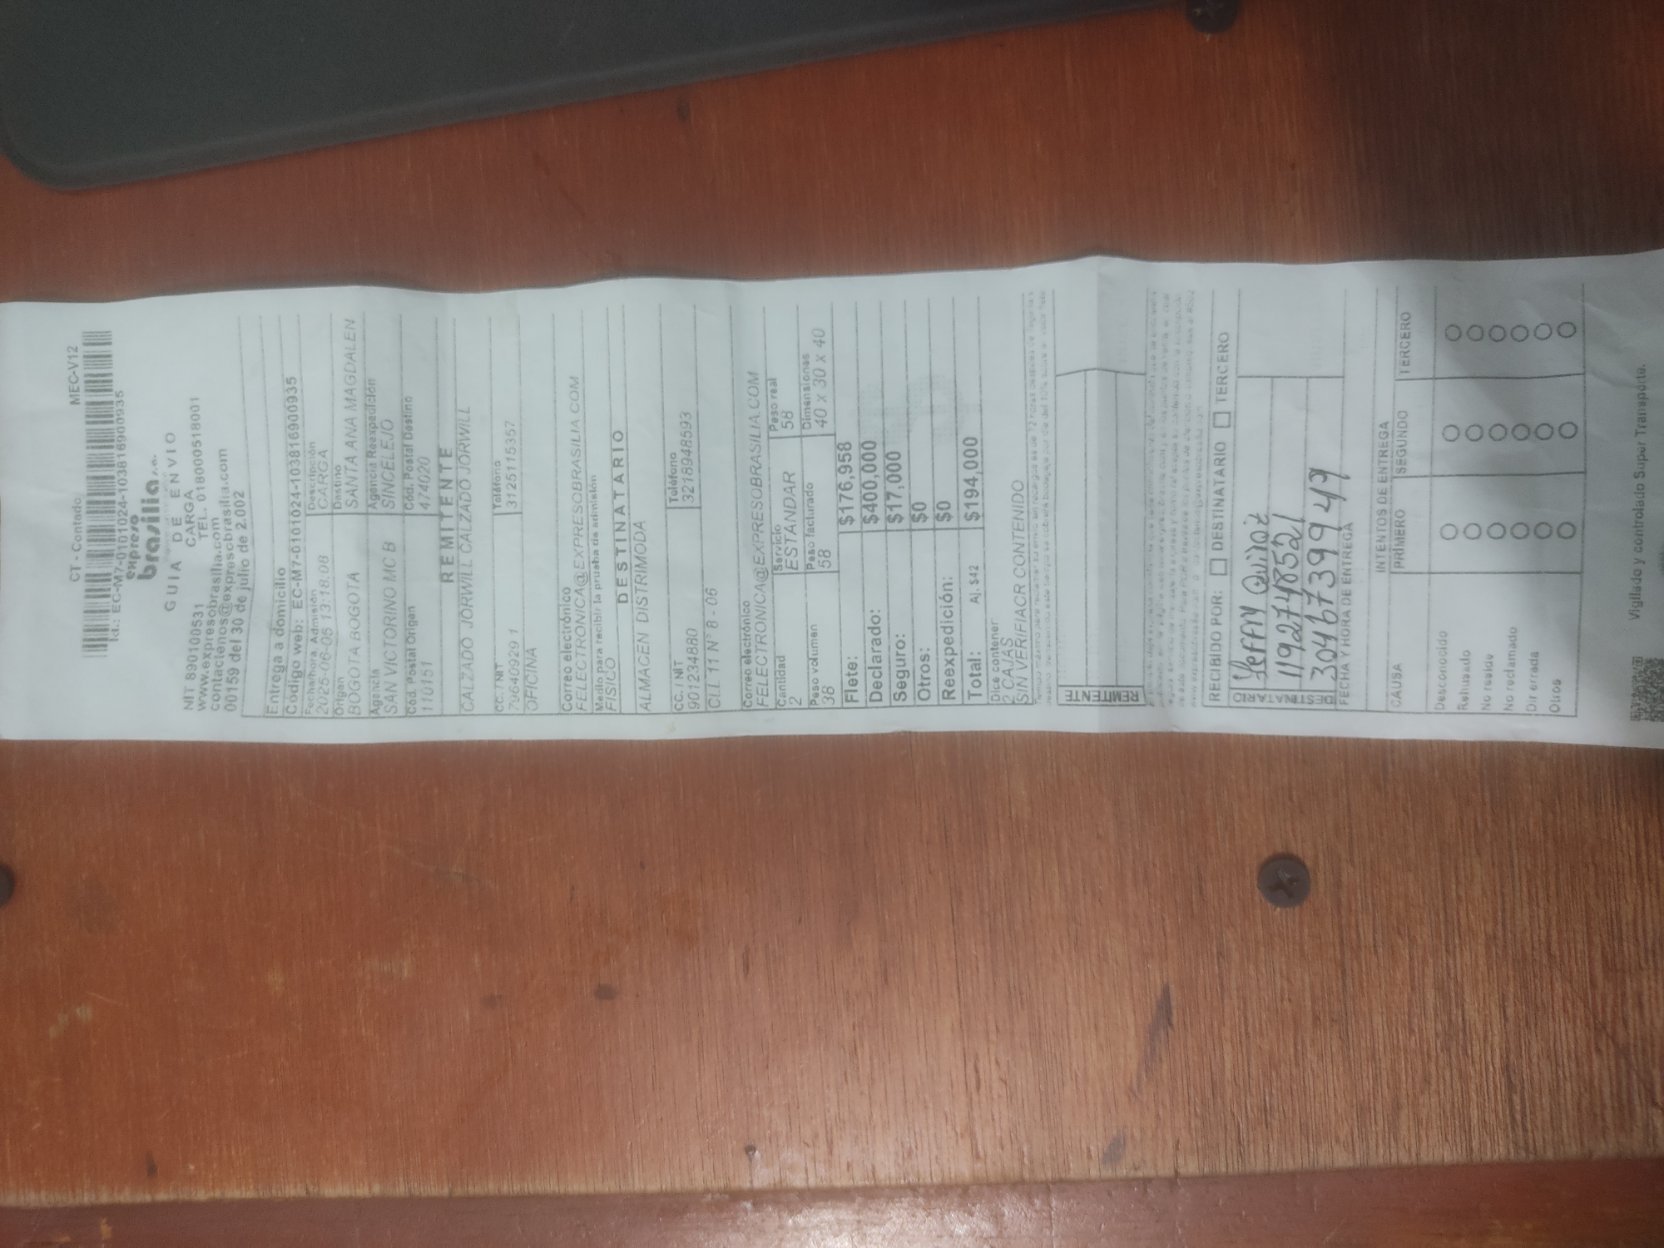 CT - Contado MEC-V12
Id.: EC-M7-0101024-103816900935
expreso
brasilia s.a.
GUIA DE ENVIO
NIT 890100531 CARGA
www.expresobrasilia.com TEL. 018000518001
contactenos@expresobrasilia.com
00159 del 30 de julio de 2.002
Entrega a domicilio
Código web: EC-M7-0101024-103816900935
Fecha/hora Admisión Descripción
2025-06-05 13:18:08 CARGA
Origen Destino
BOGOTA BOGOTA SANTA ANA MAGDALEN
Agencia Agencia Reexpedición
SAN VICTORINO MC B SINCELEJO
Cód. Postal Origen Cód. Postal Destino
110151 474020
REMITENTE
CALZADO JORWILL CALZADO JORWILL
CC. / NIT Teléfono
79640929 1 3125115357
OFICINA
Correo electrónico
FELECTRONICA@EXPRESOBRASILIA.COM
Medio para recibir la prueba de admisión
FISICO
DESTINATARIO
ALMACEN DISTRIMODA
CC. / NIT Teléfono
901234880 3218948593
CLL 11 N° 8 - 06
Correo electrónico
FELECTRONICA@EXPRESOBRASILIA.COM
Cantidad Servicio Peso real
2 ESTANDAR 58
Peso volumen Peso facturado Dimensiones
38 58 40 X 30 X 40
Flete: $176,958
Declarado: $400,000
Seguro: $17,000
Otros: $0
Reexpedición: $0
Total: Aj. $42 $194,000
Dice contener
2 CAJAS
SIN VERIFIACR CONTENIDO
REMITENTE
RECIBIDO POR: DESTINATARIO TERCERO
DESTINATARIO
1192748521
3046739949
FECHA Y HORA DE ENTREGA
INTENTOS DE ENTREGA
CAUSA PRIMERO SEGUNDO TERCERO
Desconocido
Rehusado
No reside
No reclamado
Dir errada
Otros
Vigilado y controlado Super Transporte.